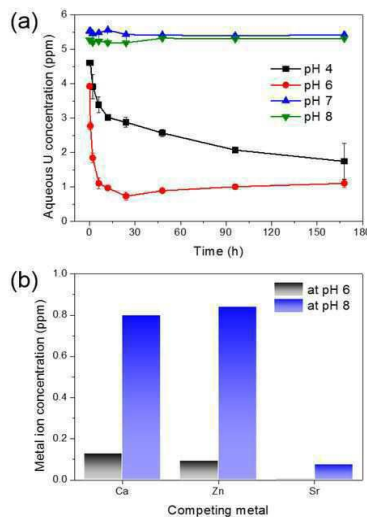 (a)
6
5
4
3
2
1
0
Aqueous U concentration (ppm)
pH 4
pH 6
pH 7
pH 8
0 30 60 90 120 150 180
Time (h)
(b)
1.0
0.8
0.6
0.4
0.2
0.0
Metal ion concentration (ppm)
at pH 6
at pH 8
Ca Zn Sr
Competing metal